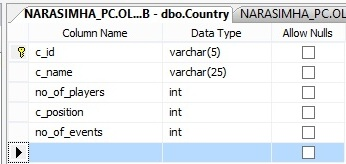 NARASIMHA_PC.OL...B - dbo.Country
NARASIMHA_PC.OL
Column Name Data Type Allow Nulls
c_id varchar(5)
c_name varchar(25)
no_of_players int
c_position int
no_of_events int